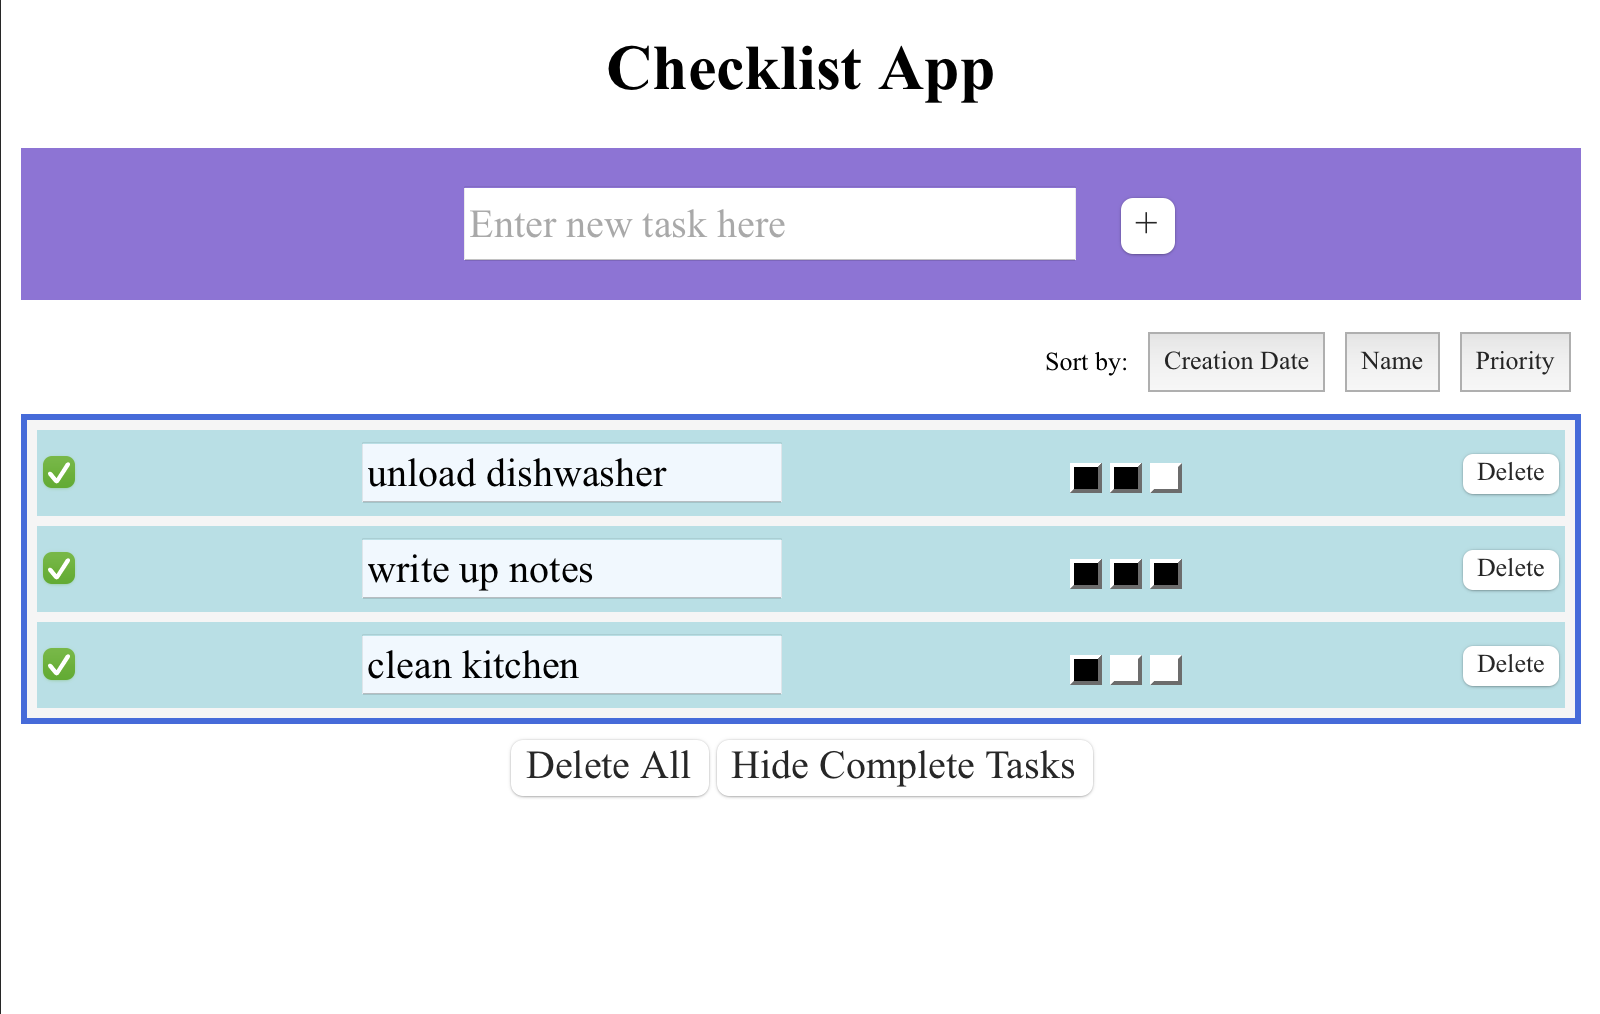 Checklist App
Enter new task here +
Sort by: Creation Date Name Priority
unload dishwasher Delete
write up notes Delete
clean kitchen Delete
Delete All Hide Complete Tasks